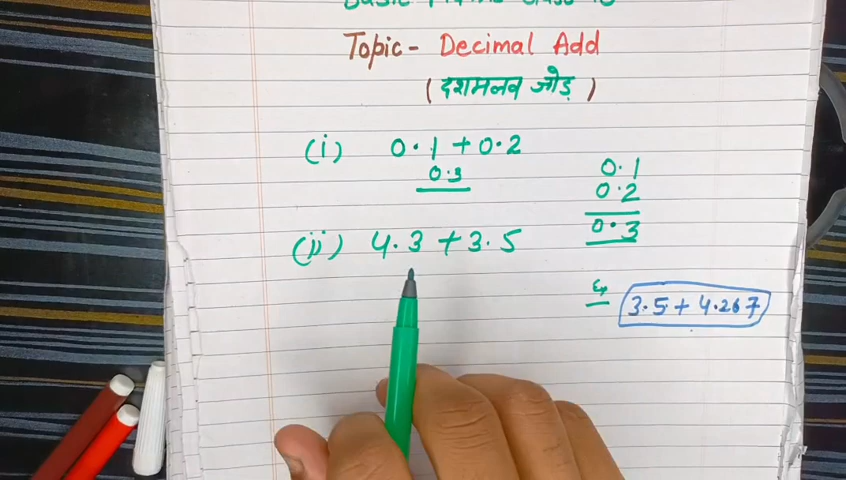 Topic- Decimal Add
(दशमलव जोड़)
(i) 0.1 + 0.2
0.3
0.1
0.2
0.3
(ii) 4.3 + 3.5
3.5 + 4.267